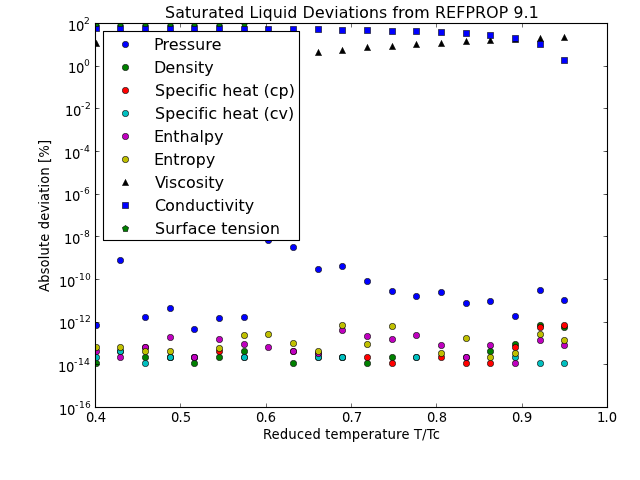 Saturated Liquid Deviations from REFPROP 9.1
10^2
10^0
10^-2
10^-4
10^-6
10^-8
10^-10
10^-12
10^-14
10^-16
Absolute deviation [%]
Pressure
Density
Specific heat (cp)
Specific heat (cv)
Enthalpy
Entropy
Viscosity
Conductivity
Surface tension
0.4 0.5 0.6 0.7 0.8 0.9 1.0
Reduced temperature T/Tc